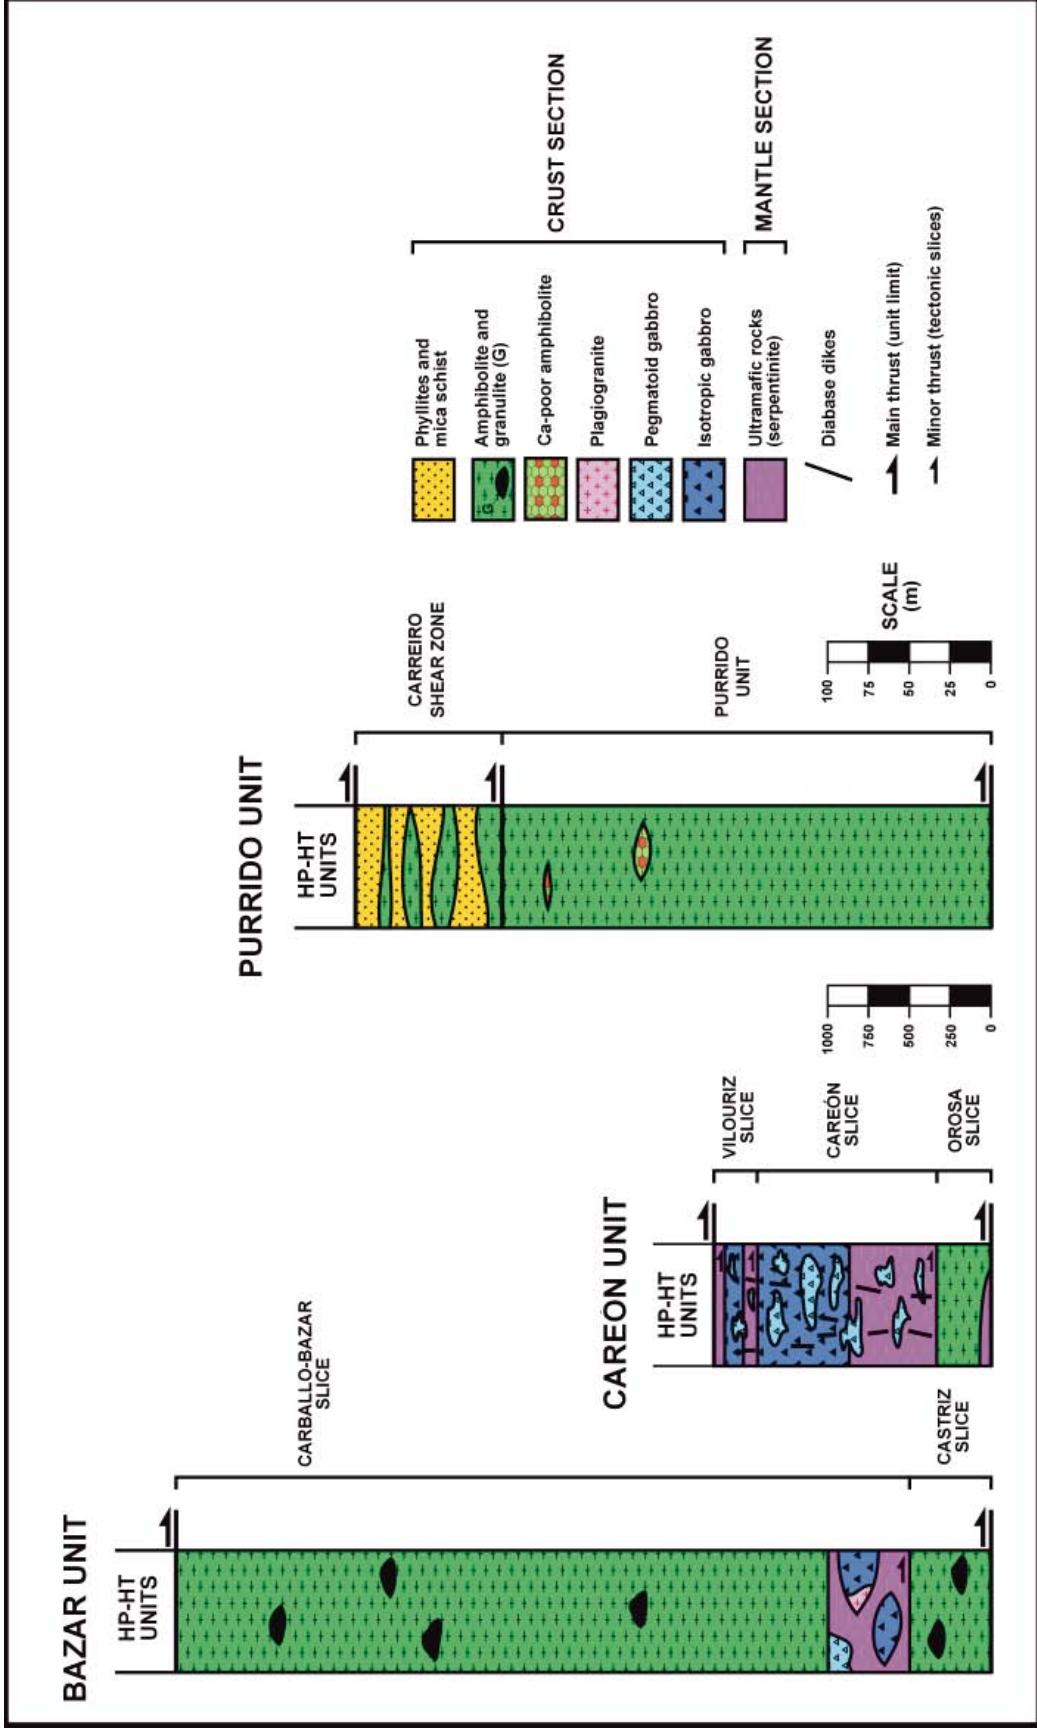 BAZAR UNIT
HP-HT
UNITS
CARBALLO-BAZAR
SLICE
CASTRIZ
SLICE
CAREÓN UNIT
HP-HT
UNITS
VILOURIZ
SLICE
CAREÓN
SLICE
OROSA
SLICE
1000
750
500
250
0
PURRIDO UNIT
HP-HT
UNITS
CARREIRO
SHEAR ZONE
PURRIDO
UNIT
100
75
50
25
0
SCALE
(m)
Phyllites and
mica schist
G
Amphibolite and
granulite (G)
Ca-poor amphibolite
Plagiogranite
Pegmatoid gabbro
Isotropic gabbro
Ultramafic rocks
(serpentinite)
Diabase dikes
Main thrust (unit limit)
Minor thrust (tectonic slices)
CRUST SECTION
MANTLE SECTION